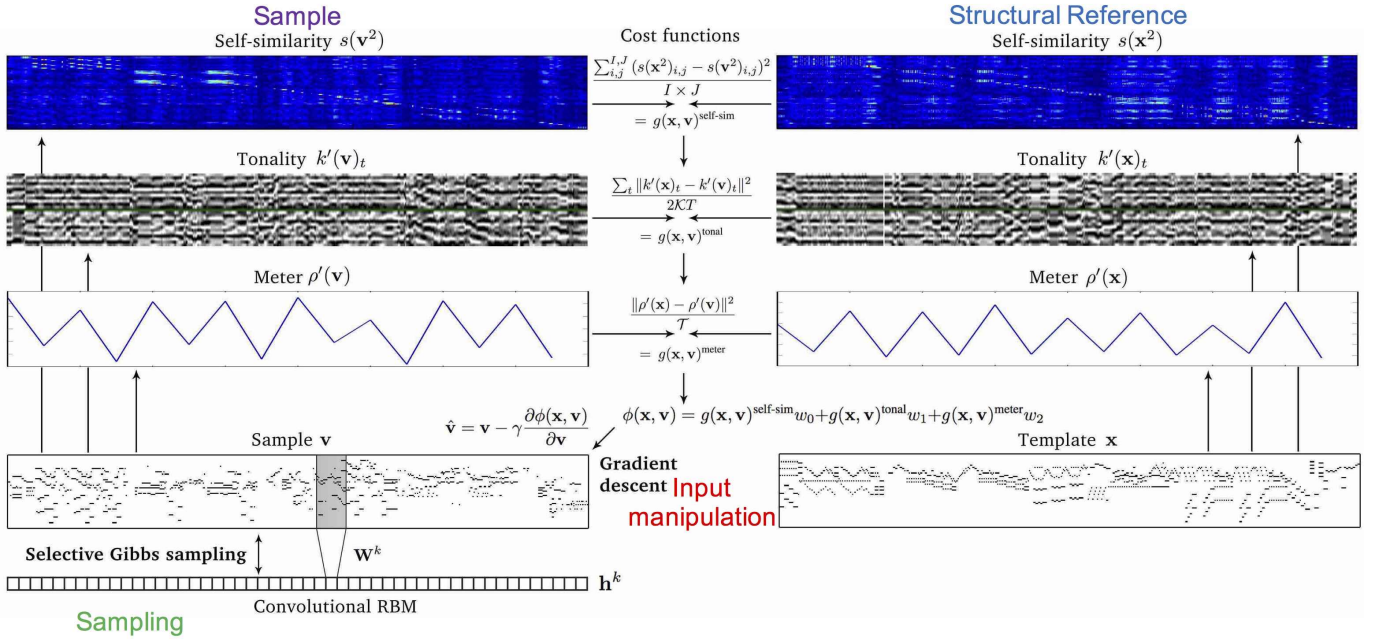 Sample
Structural Reference
Self-similarity s(v²)
Cost functions
Self-similarity s(x²)
∑_{i,j}^{I,J} (s(x²)_{i,j} − s(v²)_{i,j})²
I × J
= g(x, v)^{self-sim}
Tonality k′(v)_t
Tonality k′(x)_t
∑_t ‖k′(x)_t − k′(v)_t‖²
2KT
= g(x, v)^{tonal}
Meter ρ′(v)
Meter ρ′(x)
‖ρ′(x) − ρ′(v)‖²
T
= g(x, v)^{meter}
v̂ = v − γ ∂ϕ(x, v)/∂v
ϕ(x, v) = g(x, v)^{self-sim}w₀+g(x, v)^{tonal}w₁+g(x, v)^{meter}w₂
Sample v
Template x
Gradient
descent
Input
manipulation
Selective Gibbs sampling
W^k
h^k
Convolutional RBM
Sampling